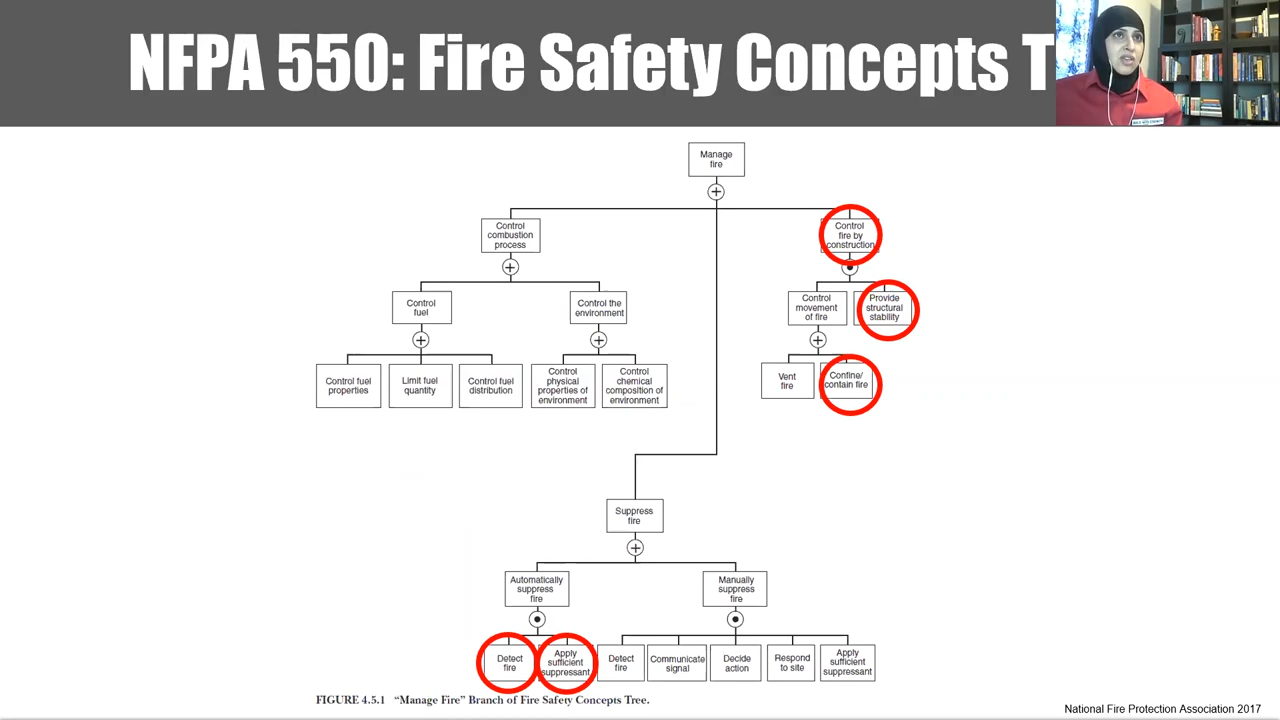 NFPA 550: Fire Safety Concepts T
Manage
fire
Control
combustion
process
Control
fire by
construction
Control
fuel
Control the
environment
Control
movement
of fire
Provide
structural
stability
Control fuel
properties
Limit fuel
quantity
Control fuel
distribution
Control
physical
properties of
environment
Control
chemical
composition of
environment
Vent
fire
Confine/
contain fire
Suppress
fire
Automatically
suppress
fire
Manually
suppress
fire
Detect
fire
Apply
sufficient
suppressant
Detect
fire
Communicate
signal
Decide
action
Respond
to site
Apply
sufficient
suppressant
FIGURE 4.5.1 “Manage Fire” Branch of Fire Safety Concepts Tree.
National Fire Protection Association 2017